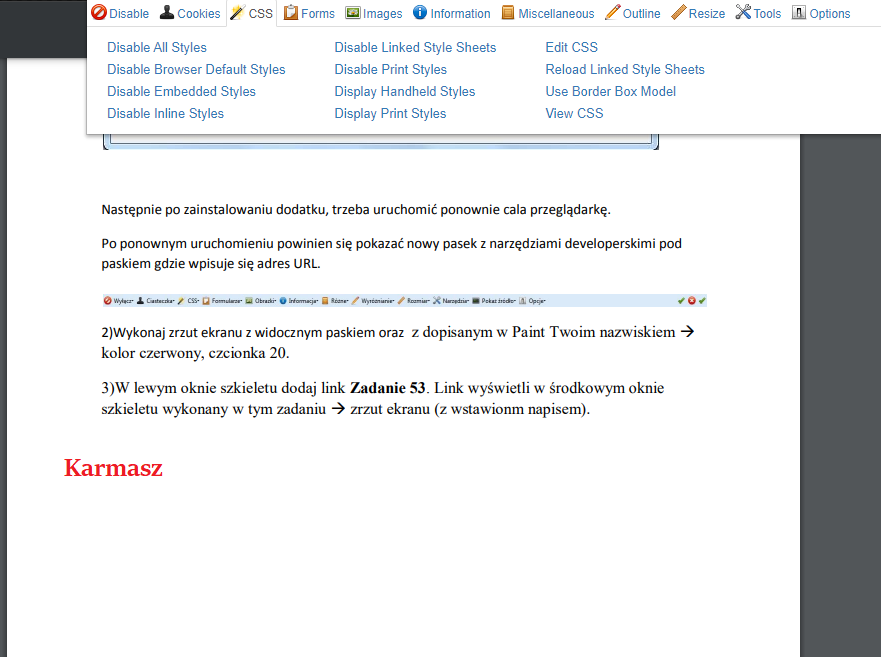 Disable Cookies CSS Forms Images Information Miscellaneous Outline Resize Tools Options
Disable All Styles Disable Linked Style Sheets Edit CSS
Disable Browser Default Styles Disable Print Styles Reload Linked Style Sheets
Disable Embedded Styles Display Handheld Styles Use Border Box Model
Disable Inline Styles Display Print Styles View CSS
Następnie po zainstalowaniu dodatku, trzeba uruchomić ponownie cala przeglądarkę.
Po ponownym uruchomieniu powinien się pokazać nowy pasek z narzędziami developerskimi pod
paskiem gdzie wpisuje się adres URL.
Wyłącz Ciasteczka CSS Formularze Obrazki Informacje Różne Wyróżnianie Rozmiar Narzędzia Pokaż źródło Opcje
2)Wykonaj zrzut ekranu z widocznym paskiem oraz z dopisanym w Paint Twoim nazwiskiem →
kolor czerwony, czcionka 20.
3)W lewym oknie szkieletu dodaj link Zadanie 53. Link wyświetli w środkowym oknie
szkieletu wykonany w tym zadaniu → zrzut ekranu (z wstawionm napisem).
Karmasz